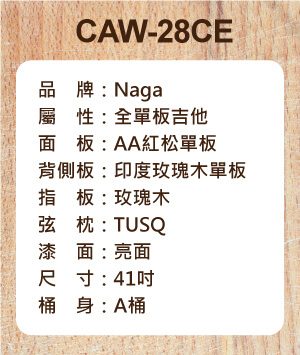 CAW-28CE
品　牌：Naga
屬　性：全單板吉他
面　板：AA紅松單板
背側板：印度玫瑰木單板
指　板：玫瑰木
弦　枕：TUSQ
漆　面：亮面
尺　寸：41吋
桶　身：A桶